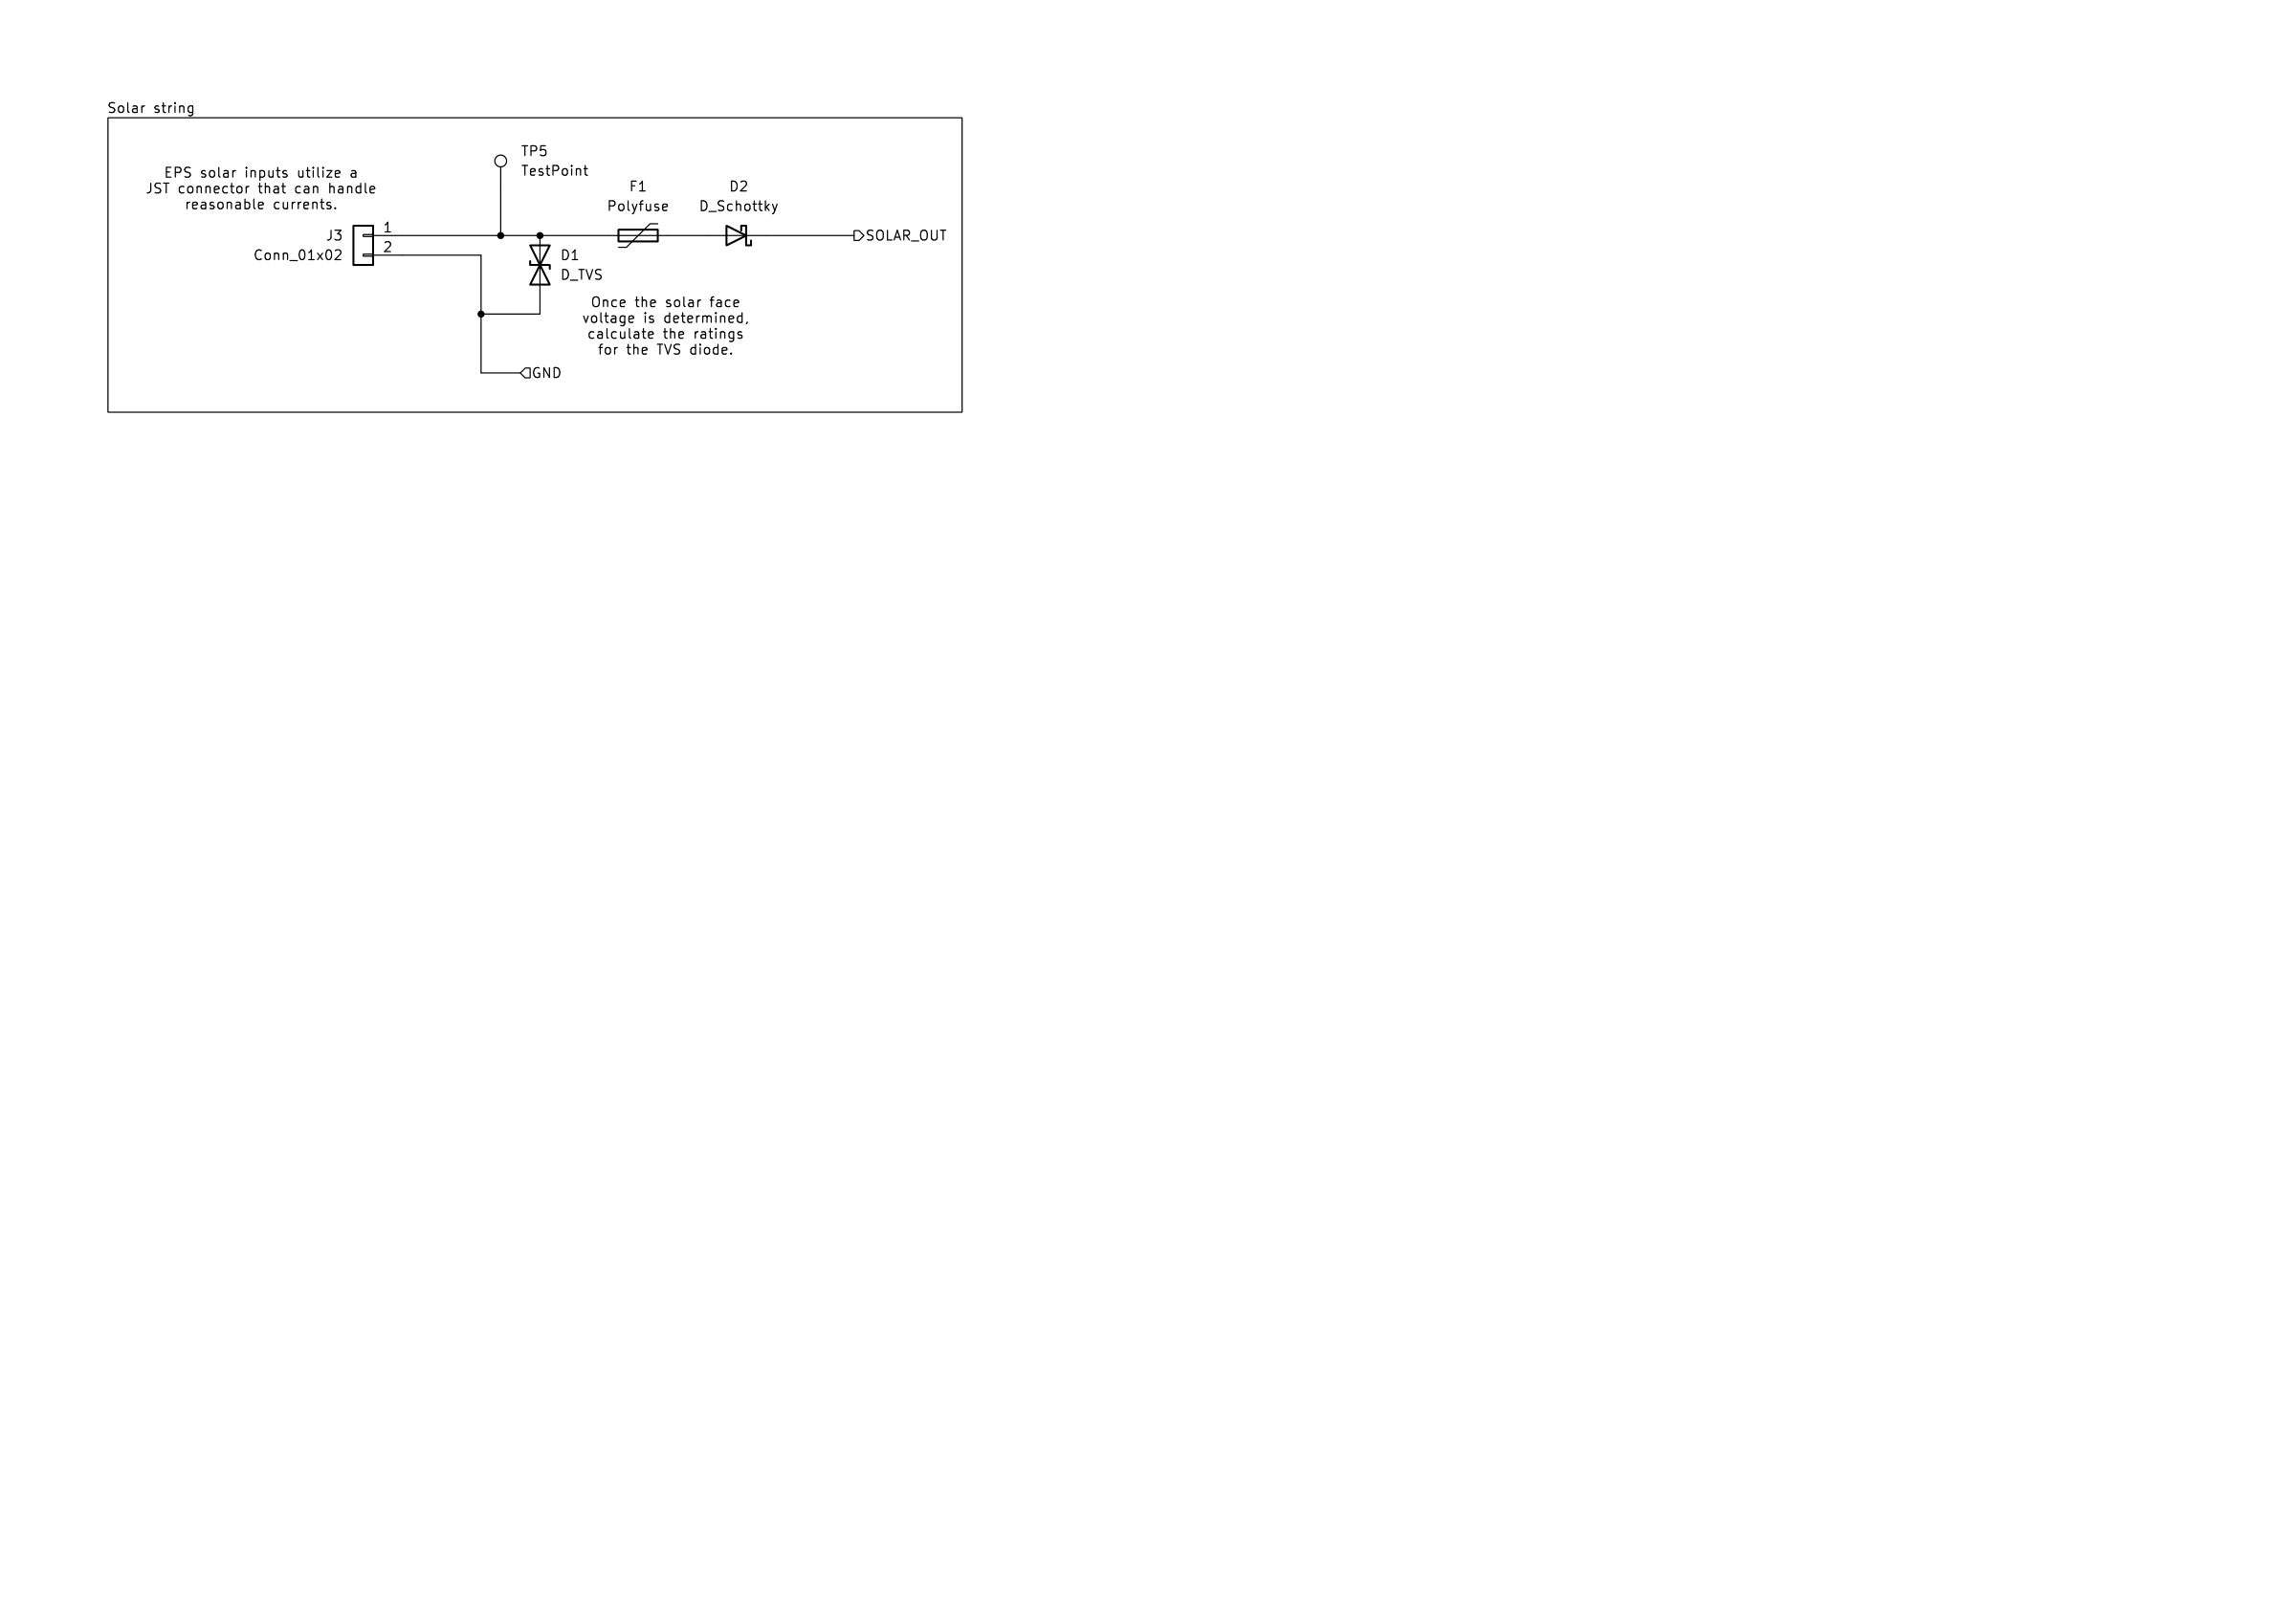 Solar string
EPS solar inputs utilize a
JST connector that can handle
reasonable currents.
TP5
TestPoint
F1
Polyfuse
D2
D_Schottky
J3
Conn_01x02
1
2
SOLAR_OUT
D1
D_TVS
Once the solar face
voltage is determined,
calculate the ratings
for the TVS diode.
GND